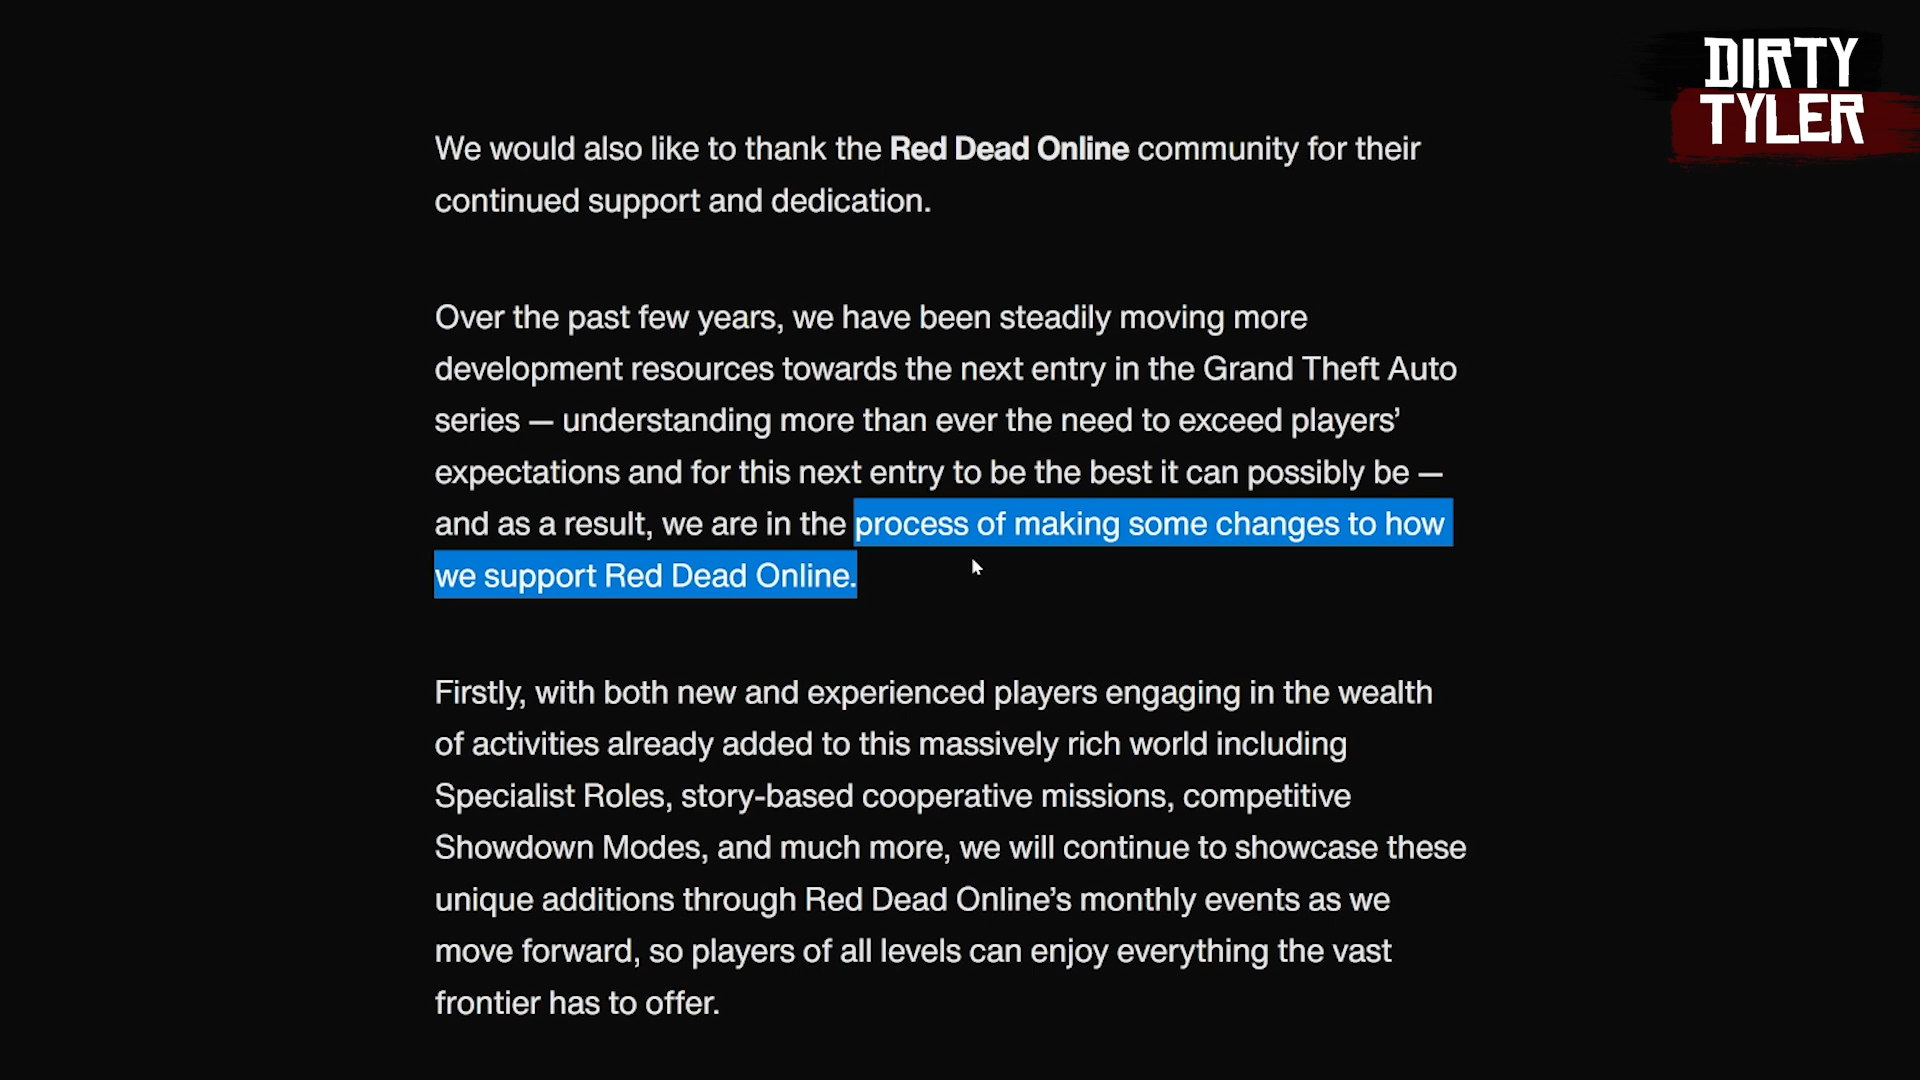 DIRTY
TYLER
We would also like to thank the Red Dead Online community for their
continued support and dedication.
Over the past few years, we have been steadily moving more
development resources towards the next entry in the Grand Theft Auto
series — understanding more than ever the need to exceed players’
expectations and for this next entry to be the best it can possibly be —
and as a result, we are in the process of making some changes to how
we support Red Dead Online.
Firstly, with both new and experienced players engaging in the wealth
of activities already added to this massively rich world including
Specialist Roles, story-based cooperative missions, competitive
Showdown Modes, and much more, we will continue to showcase these
unique additions through Red Dead Online’s monthly events as we
move forward, so players of all levels can enjoy everything the vast
frontier has to offer.